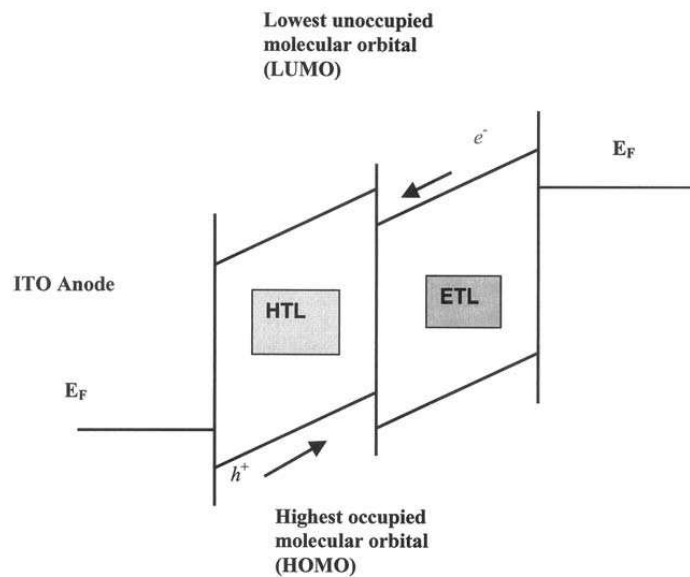 Lowest unoccupied
molecular orbital
(LUMO)
e⁻
E_F
ITO Anode
HTL
ETL
E_F
h⁺
Highest occupied
molecular orbital
(HOMO)